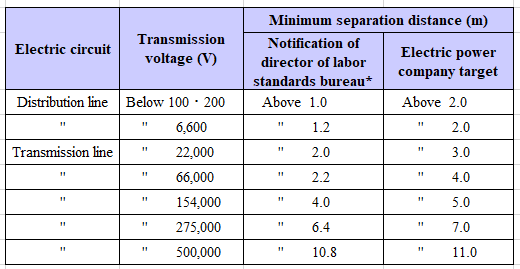 Electric circuit Transmission voltage (V) Minimum separation distance (m)
Notification of director of labor standards bureau* Electric power company target
Distribution line Below 100・200 Above 1.0 Above 2.0
" " 6,600 " 1.2 " 2.0
Transmission line " 22,000 " 2.0 " 3.0
" " 66,000 " 2.2 " 4.0
" " 154,000 " 4.0 " 5.0
" " 275,000 " 6.4 " 7.0
" " 500,000 " 10.8 " 11.0